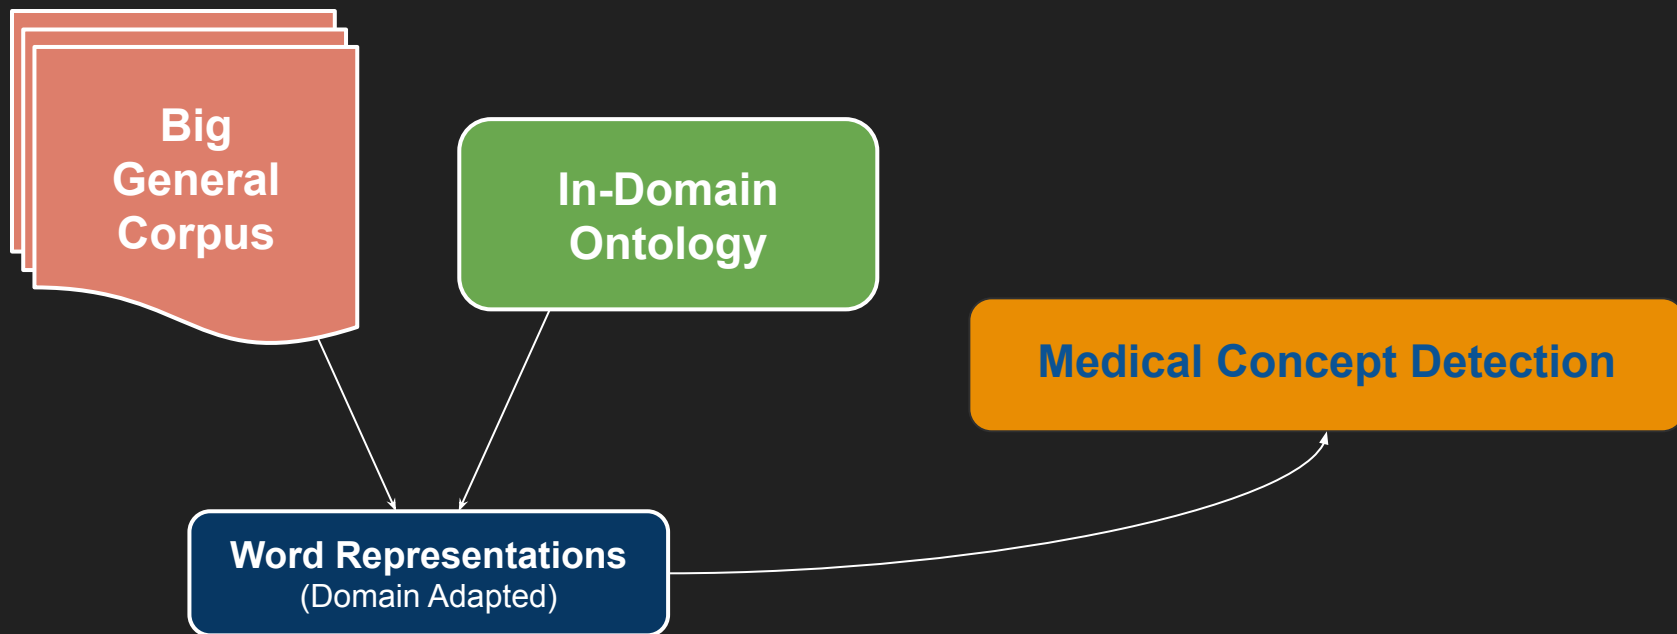 Big
General
Corpus
In-Domain
Ontology
Medical Concept Detection
Word Representations
(Domain Adapted)